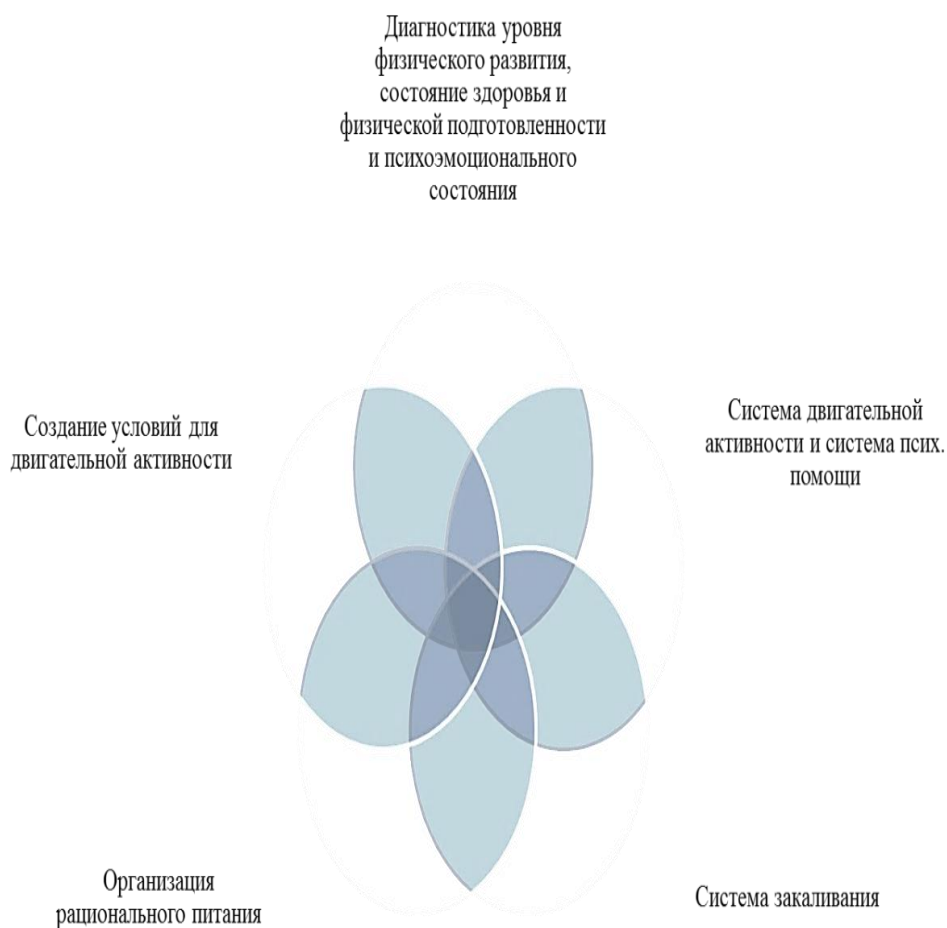 Диагностика уровня
физического развития,
состояние здоровья и
физической подготовленности
и психоэмоционального
состояния
Создание условий для
двигательной активности
Система двигательной
активности и система псих.
помощи
Организация
рационального питания
Система закаливания